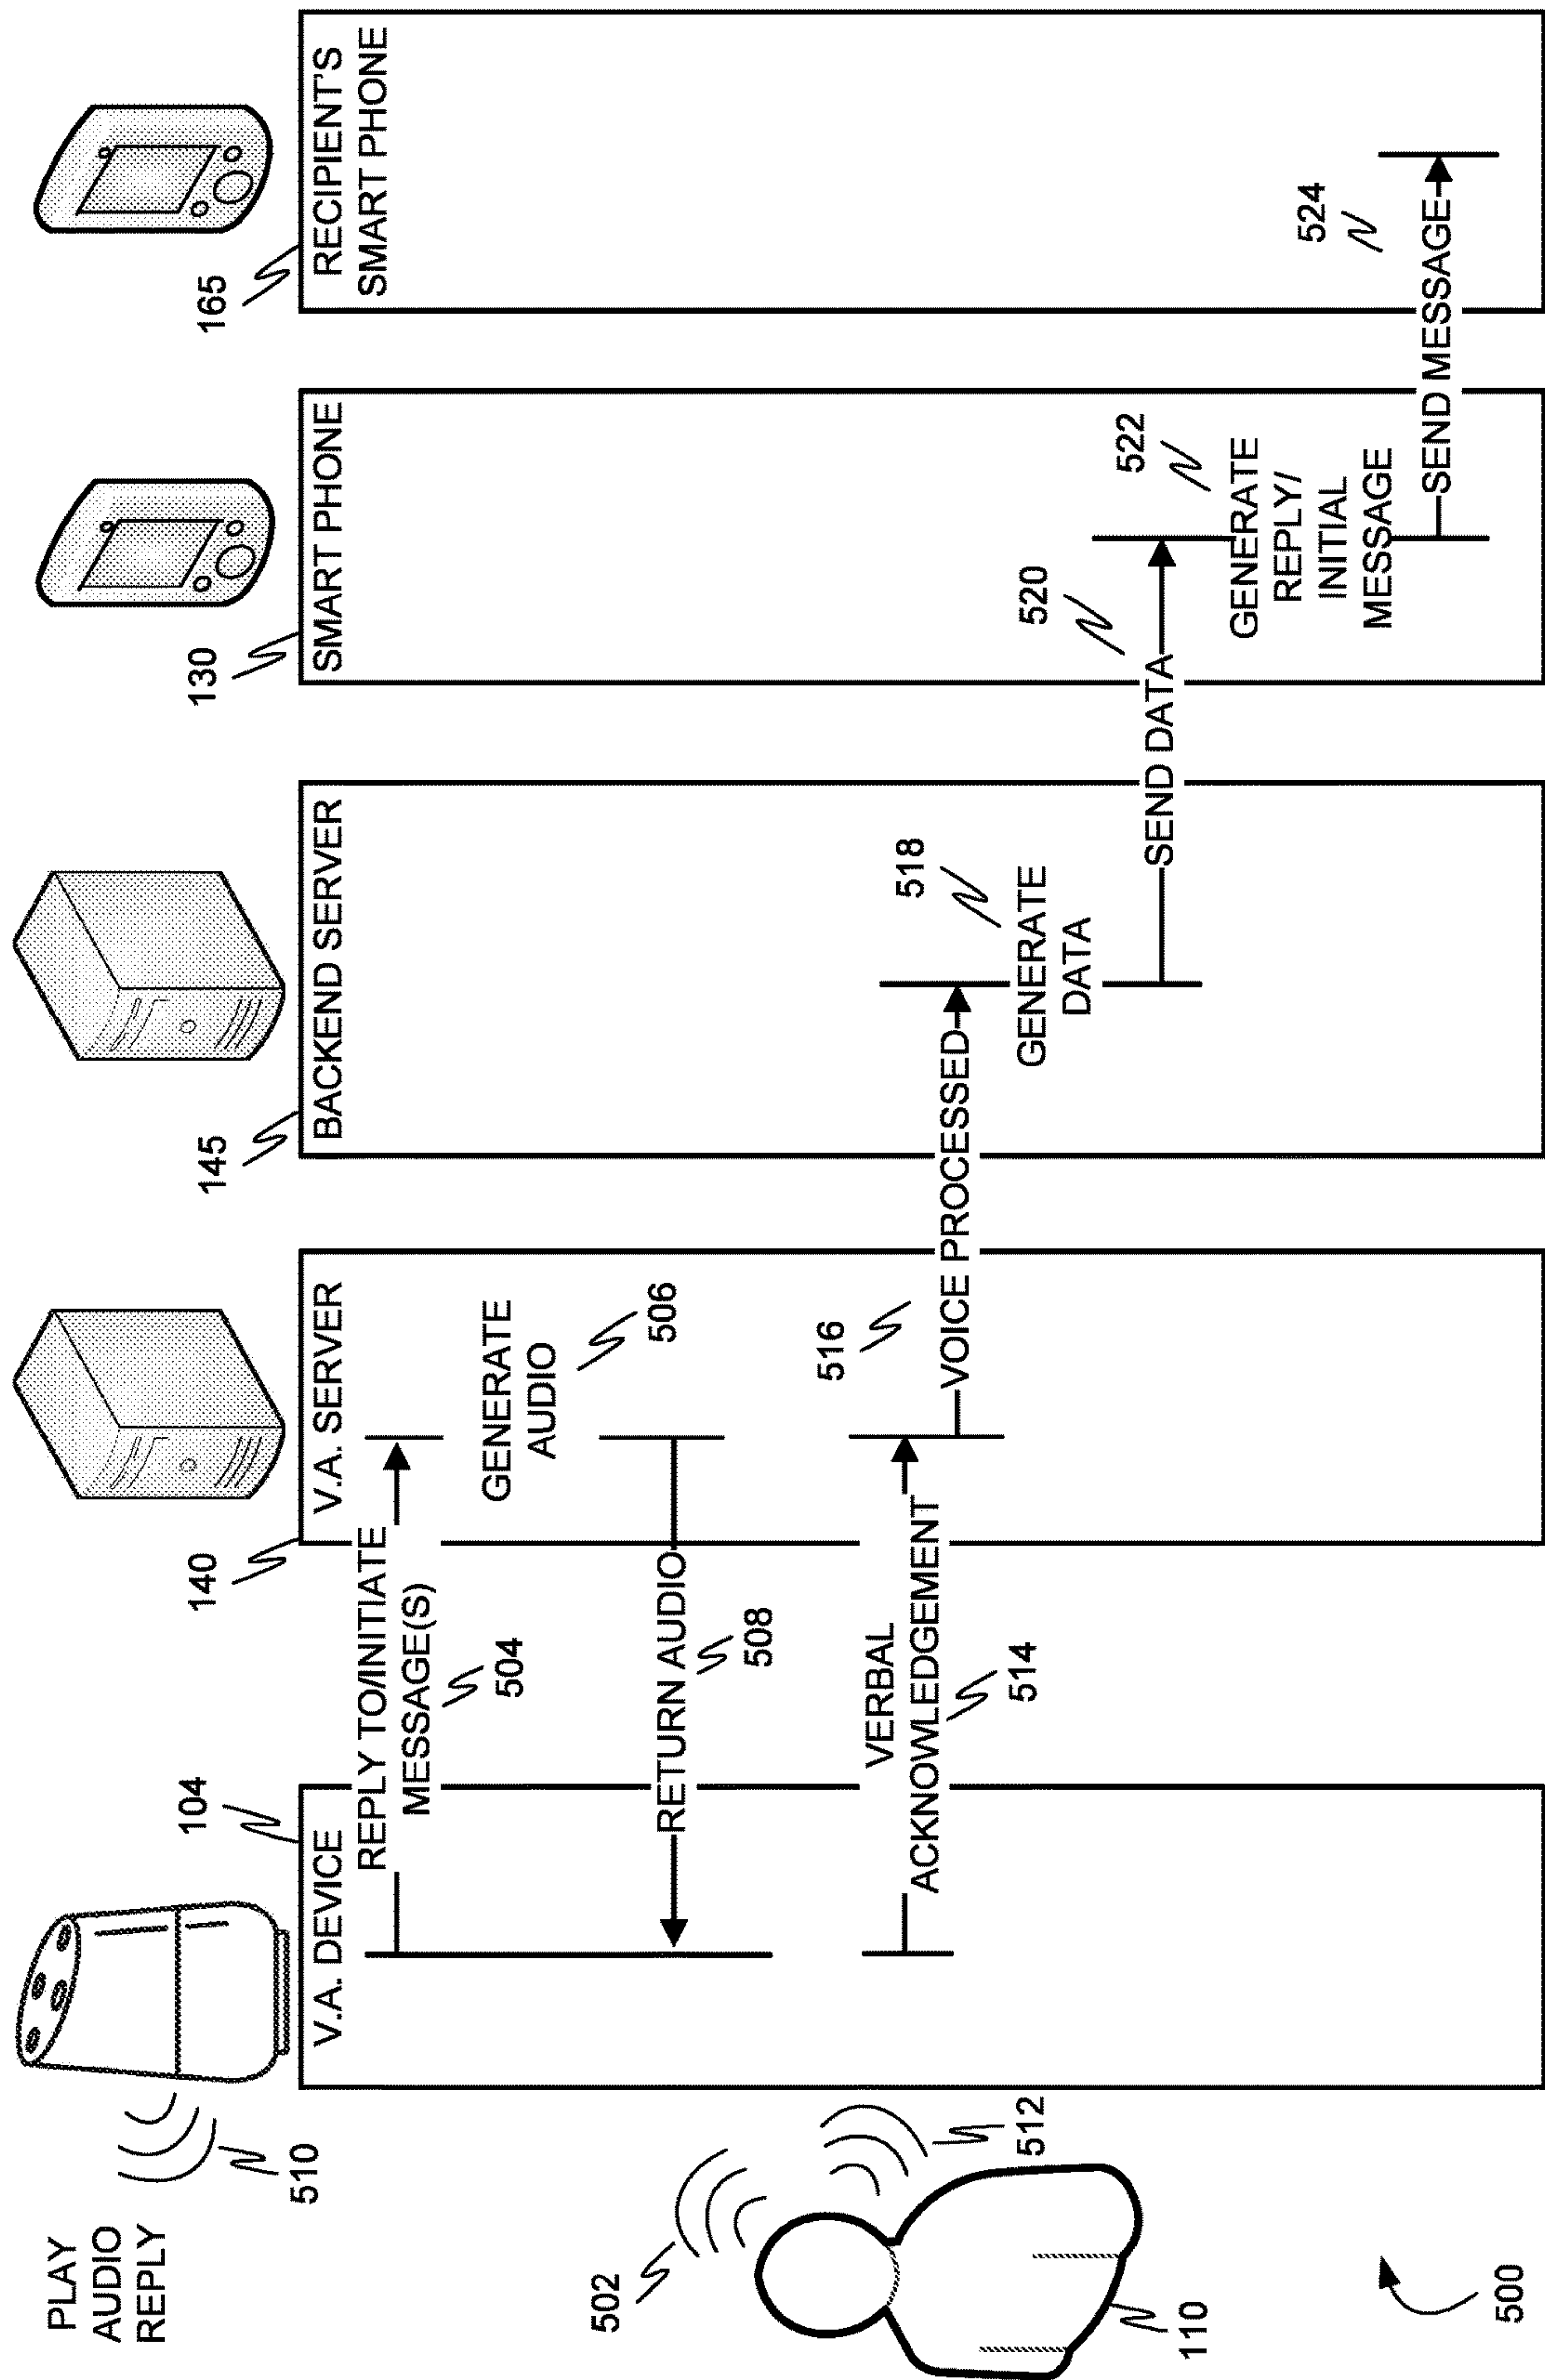 PLAY
AUDIO
REPLY
510
502
512
110
500
104
V.A. DEVICE
140
V.A. SERVER
145
BACKEND SERVER
130
SMART PHONE
165
RECIPIENT'S
SMART PHONE
REPLY TO/INITIATE
MESSAGE(S)
504
GENERATE
AUDIO
506
RETURN AUDIO
508
VERBAL
ACKNOWLEDGEMENT
514
516
VOICE PROCESSED
518
GENERATE
DATA
520
SEND DATA
522
GENERATE
REPLY/
INITIAL
MESSAGE
524
SEND MESSAGE